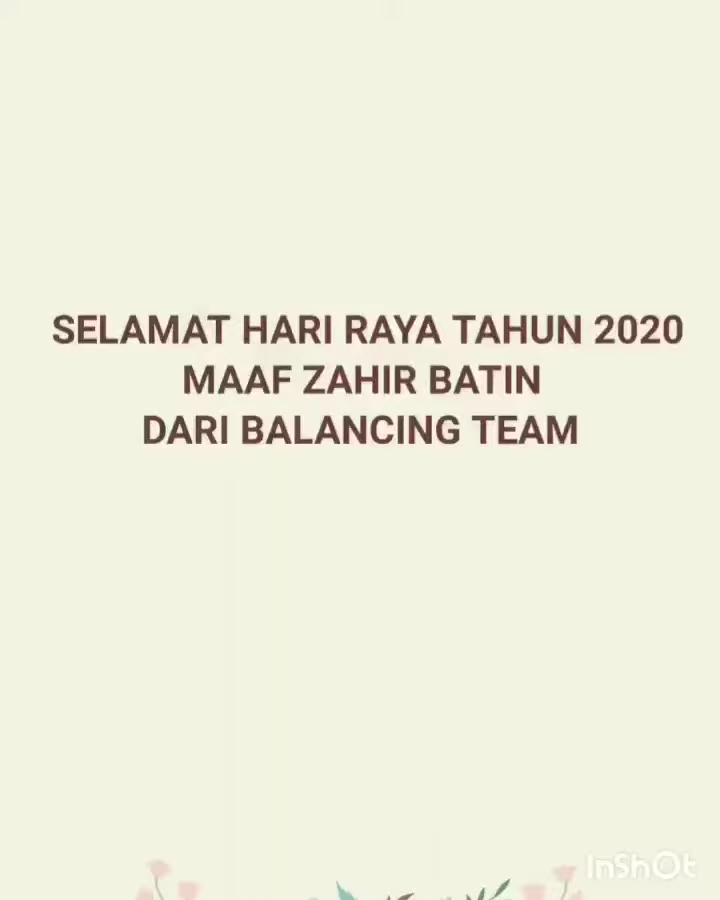 SELAMAT HARI RAYA TAHUN 2020
MAAF ZAHIR BATIN
DARI BALANCING TEAM
InShOt